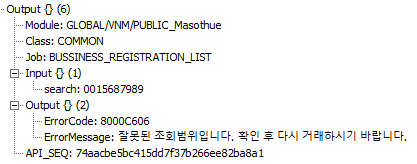 Output {} (6)
Module: GLOBAL/VNM/PUBLIC_Masothue
Class: COMMON
Job: BUSSINESS_REGISTRATION_LIST
Input {} (1)
search: 0015687989
Output {} (2)
ErrorCode: 8000C606
ErrorMessage: 잘못된 조회범위입니다. 확인 후 다시 거래하시기 바랍니다.
API_SEQ: 74aacbe5bc415dd7f37b266ee82ba8a1